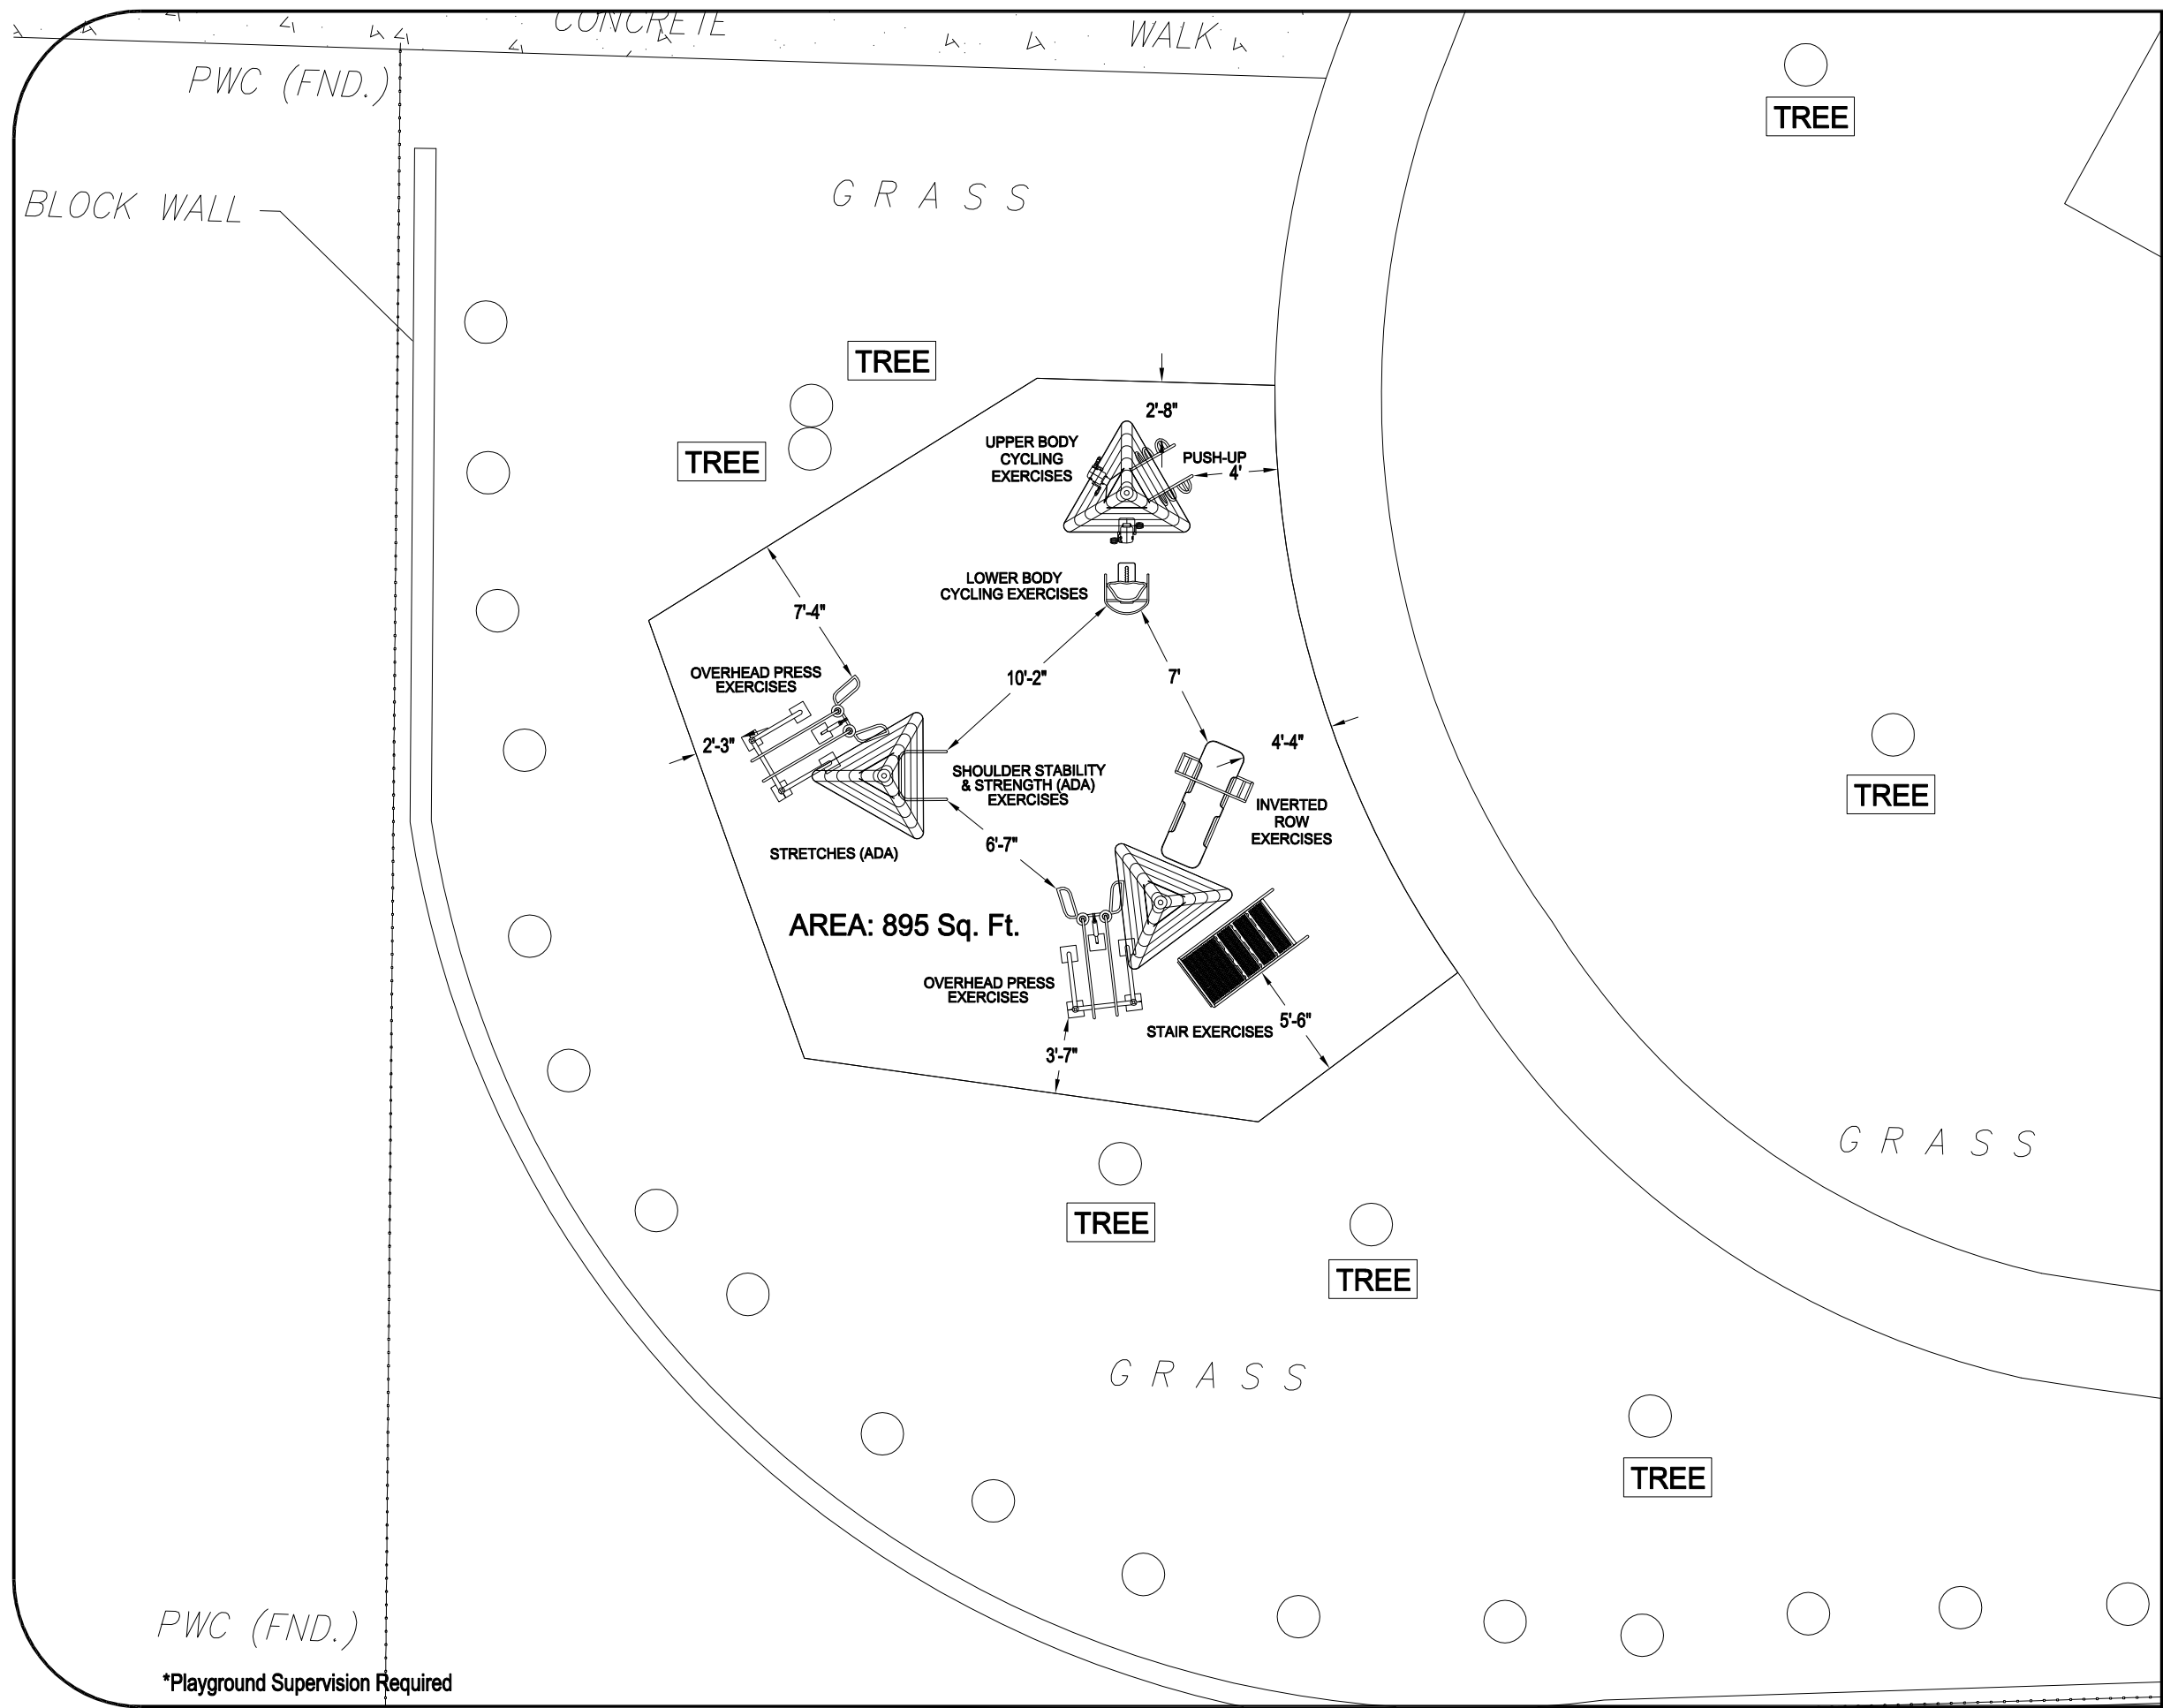 CONCRETE WALK
PWC (FND.)
TREE
BLOCK WALL
GRASS
TREE
TREE
2'-8"
UPPER BODY
CYCLING
EXERCISES
PUSH-UP
4'
LOWER BODY
CYCLING EXERCISES
7'-4"
OVERHEAD PRESS
EXERCISES
10'-2"
7'
2'-3"
4'-4"
SHOULDER STABILITY
& STRENGTH (ADA)
EXERCISES
INVERTED
ROW
EXERCISES
TREE
6'-7"
STRETCHES (ADA)
AREA: 895 Sq. Ft.
OVERHEAD PRESS
EXERCISES
STAIR EXERCISES
5'-6"
3'-7"
GRASS
TREE
TREE
GRASS
TREE
PWC (FND.)
*Playground Supervision Required